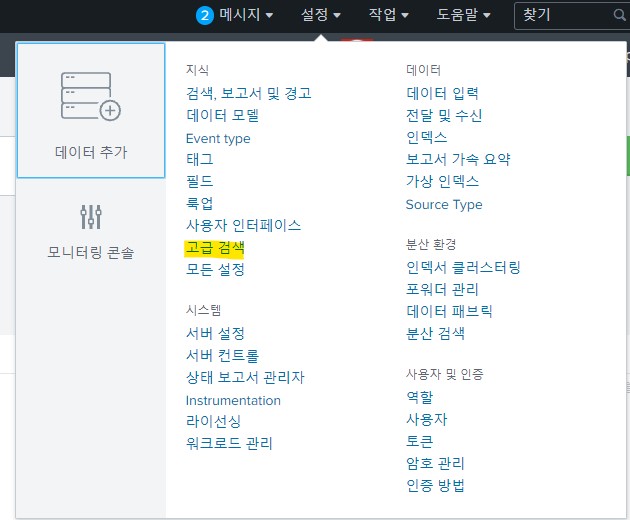 2 메시지 설정 작업 도움말 찾기
데이터 추가
모니터링 콘솔
지식
검색, 보고서 및 경고
데이터 모델
Event type
태그
필드
룩업
사용자 인터페이스
고급 검색
모든 설정
시스템
서버 설정
서버 컨트롤
상태 보고서 관리자
Instrumentation
라이선싱
워크로드 관리
데이터
데이터 입력
전달 및 수신
인덱스
보고서 가속 요약
가상 인덱스
Source Type
분산 환경
인덱서 클러스터링
포워더 관리
데이터 패브릭
분산 검색
사용자 및 인증
역할
사용자
토큰
암호 관리
인증 방법